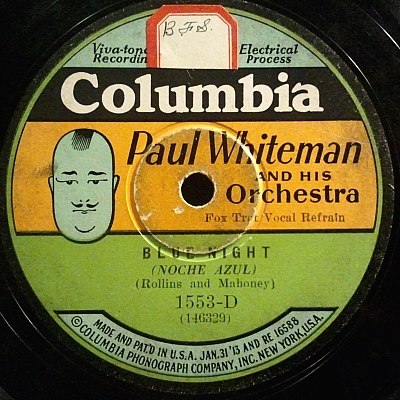 B F S.
Viva-tonal Electrical
Recording Process
Columbia
Paul Whiteman
AND HIS
Orchestra
Fox Trot Vocal Refrain
BLUE NIGHT
(NOCHE AZUL)
(Rollins and Mahoney)
1553-D
(146329)
MADE AND PAT'D IN U.S.A. JAN. 21 '13 AND RE 16588
©COLUMBIA PHONOGRAPH COMPANY, INC. NEW YORK, U.S.A.